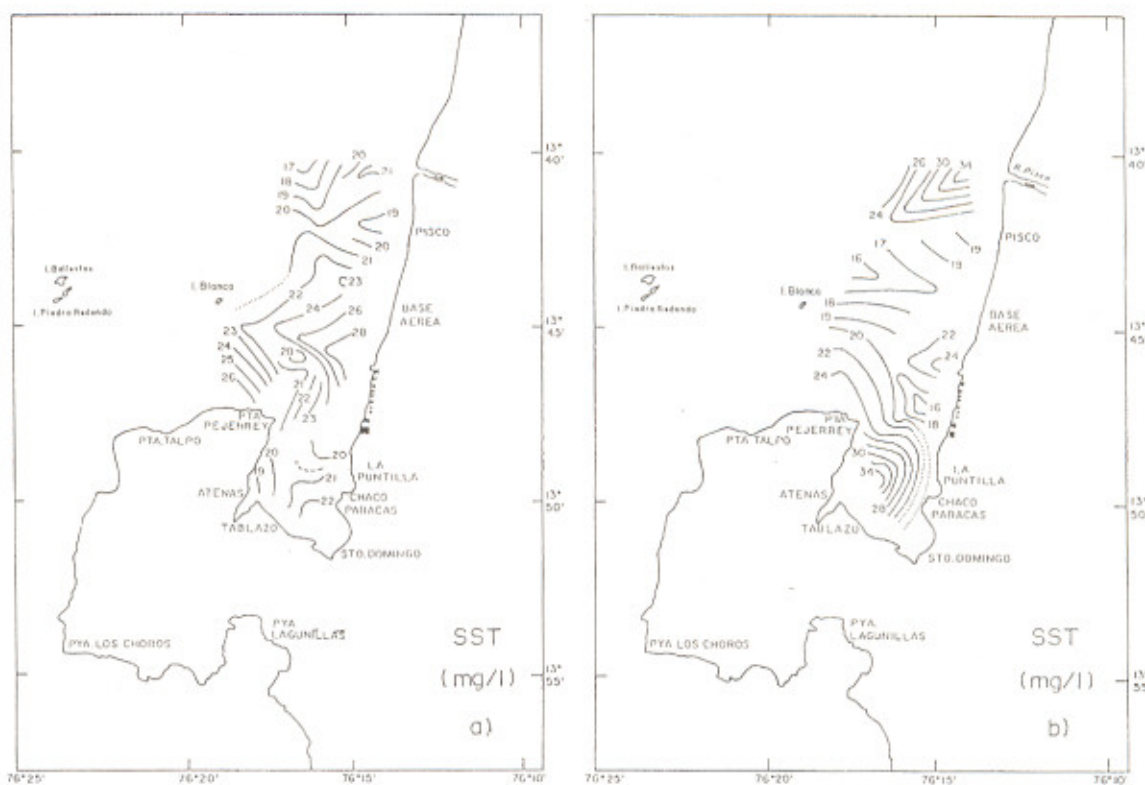 17
18
19
20
20
21
19
20
21
I. Ballestas
I. Piedra Redonda
I. Blanca
PISCO
C23
22
24
26
28
23
24
25
26
20
21
22
23
BASE
AEREA
PTA.
PEJERREY
PTA. TALPO
20
19
20
21
22
LA
PUNTILLA
CHACO
PARACAS
ATENAS
TABLAZO
STO. DOMINGO
PYA
LAGUNILLAS
PYA LOS CHOROS
SST
(mg/l)
a)
13°
40'
13°
45'
13°
50'
13°
55'
76°25'
76°20'
76°15'
76°10'
26
30
34
24
R. Pisco
PISCO
17
16
19
19
I. Ballestas
I. Piedra Redonda
I. Blanca
18
19
20
22
24
BASE
AEREA
22
24
16
18
PTA
PEJERREY
PTA TALPO
30
34
28
LA
PUNTILLA
CHACO
PARACAS
ATENAS
TABLAZO
STO. DOMINGO
PYA
LAGUNILLAS
PYA LOS CHOROS
SST
(mg/l)
b)
13°
40'
13°
45'
13°
50'
13°
55'
76°20'
76°15'
76°10'